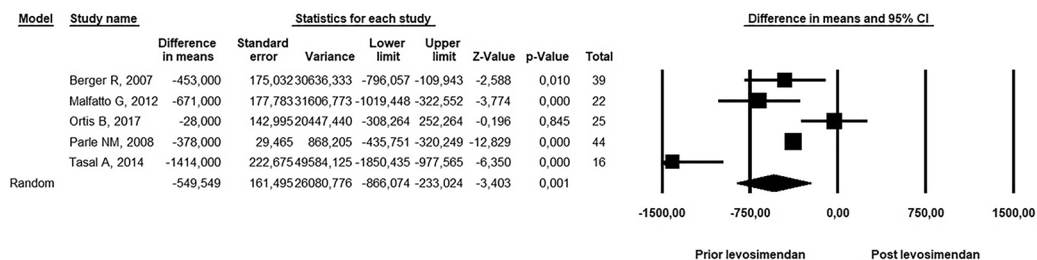 Model Study name Statistics for each study Difference in means and 95% CI
Difference in means Standard error Variance Lower limit Upper limit Z-Value p-Value Total
Berger R, 2007 -453,000 175,032 30636,333 -796,057 -109,943 -2,588 0,010 39
Malfatto G, 2012 -671,000 177,783 31606,773 -1019,448 -322,552 -3,774 0,000 22
Ortis B, 2017 -28,000 142,995 20447,440 -308,264 252,264 -0,196 0,845 25
Parle NM, 2008 -378,000 29,465 868,205 -435,751 -320,249 -12,829 0,000 44
Tasal A, 2014 -1414,000 222,675 49584,125 -1850,435 -977,565 -6,350 0,000 16
Random -549,549 161,495 26080,776 -866,074 -233,024 -3,403 0,001
-1500,00 -750,00 0,00 750,00 1500,00
Prior levosimendan Post levosimendan